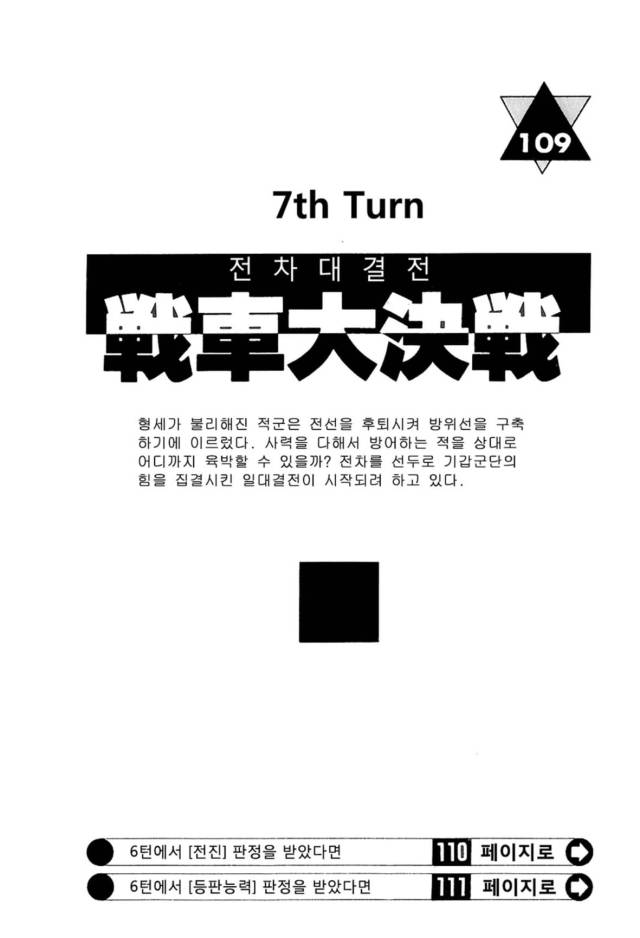 109
7th Turn
전차대결전
戦車大決戦
형세가 불리해진 적군은 전선을 후퇴시켜 방위선을 구축
하기에 이르렀다. 사력을 다해서 방어하는 적을 상대로
어디까지 육박할 수 있을까? 전차를 선두로 기갑군단의
힘을 집결시킨 일대결전이 시작되려 하고 있다.
6턴에서 [전진] 판정을 받았다면 110 페이지로
6턴에서 [등판능력] 판정을 받았다면 111 페이지로